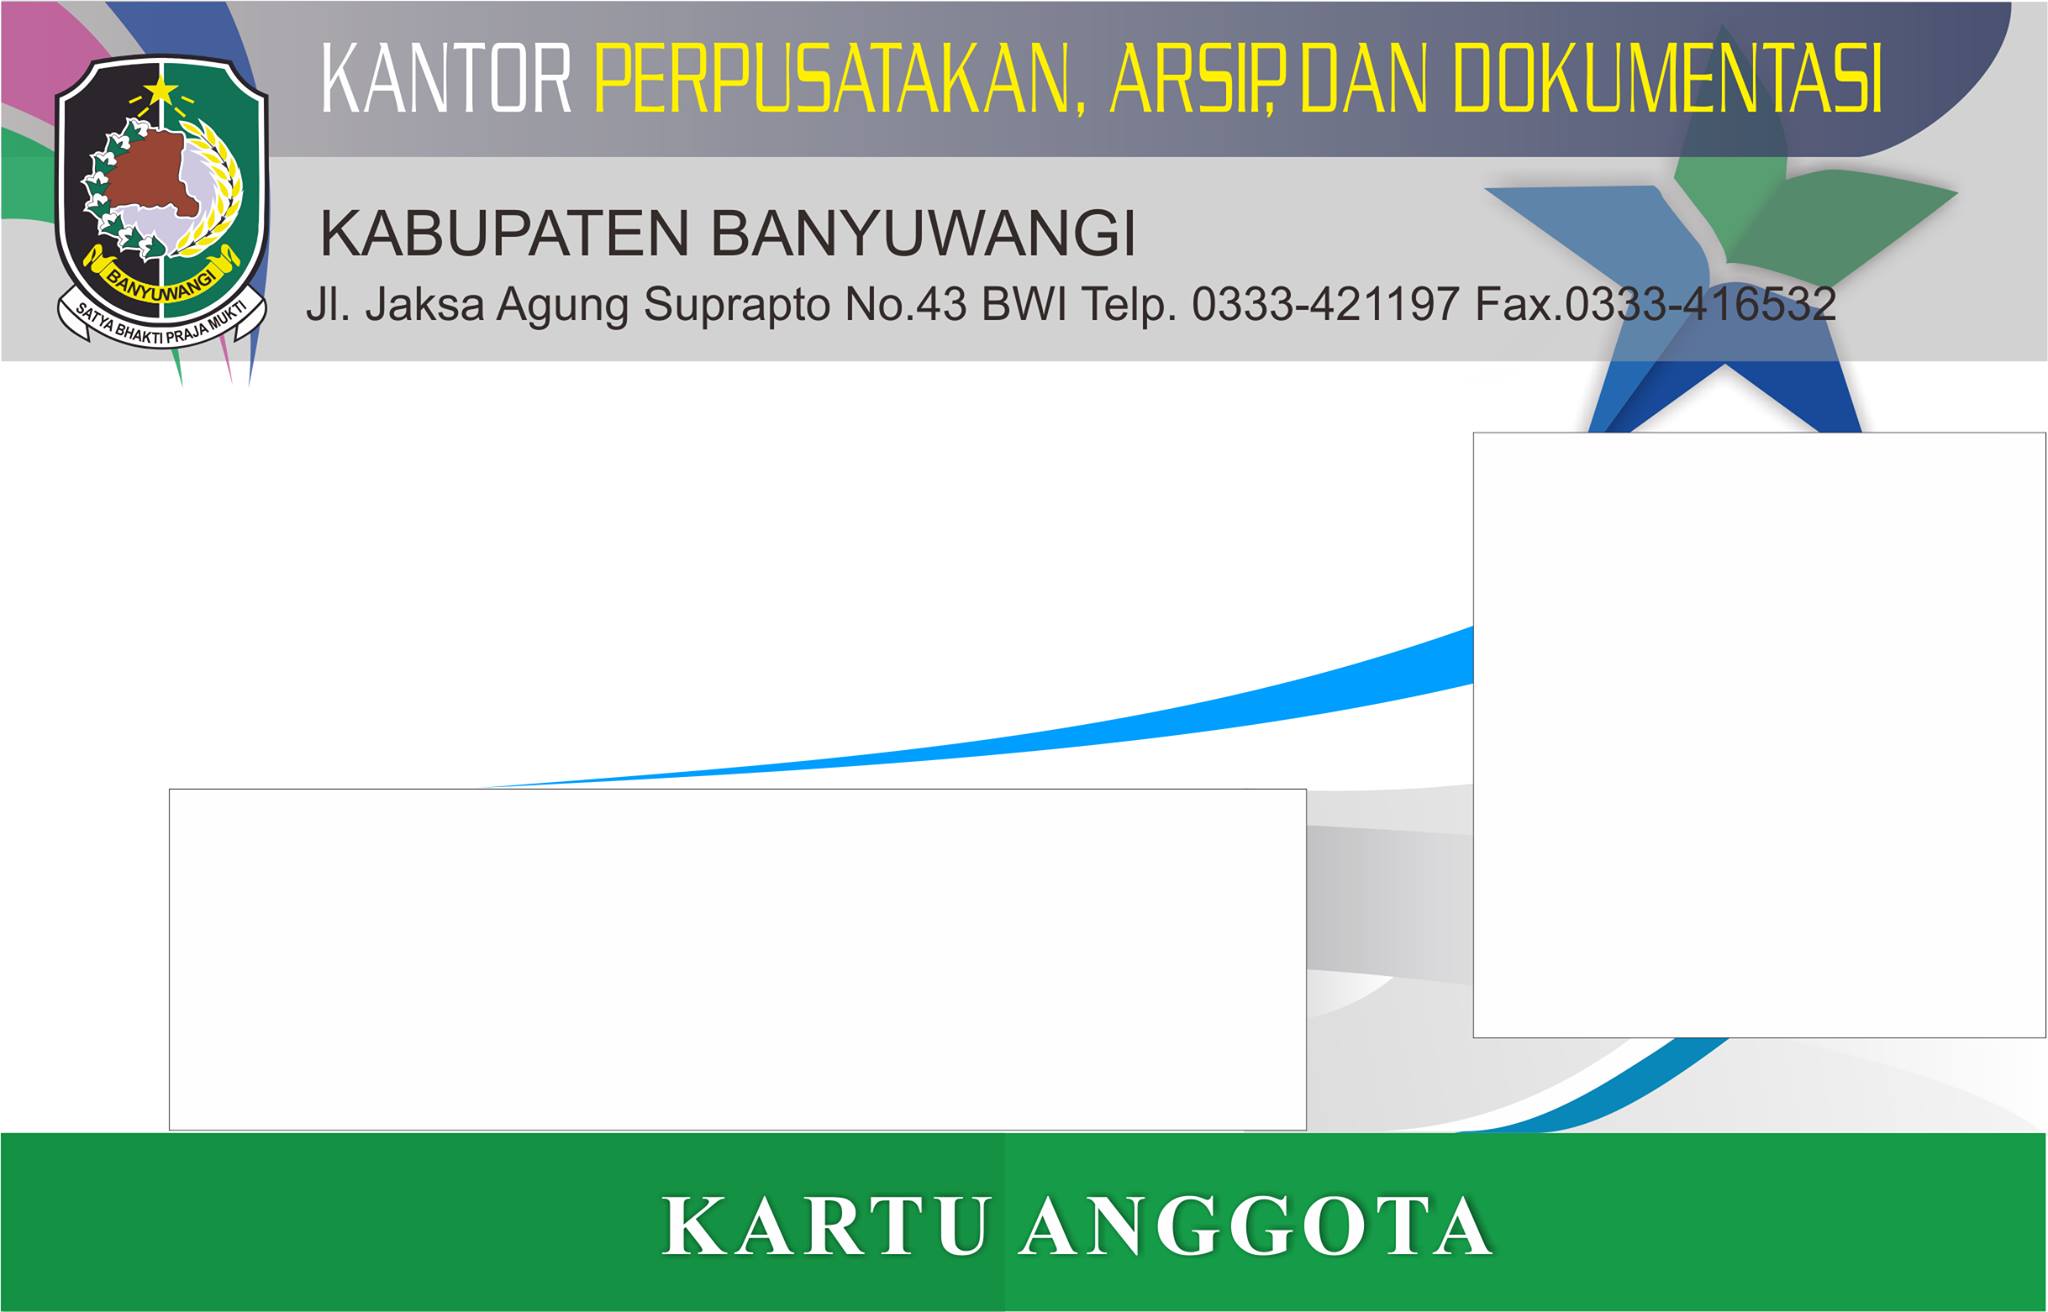 KANTOR PERPUSATAKAN, ARSIP, DAN DOKUMENTASI
KABUPATEN BANYUWANGI
Jl. Jaksa Agung Suprapto No.43 BWI Telp. 0333-421197 Fax.0333-416532
BANYUWANGI
SATYA BHAKTI PRAJA MUKTI
KARTU ANGGOTA